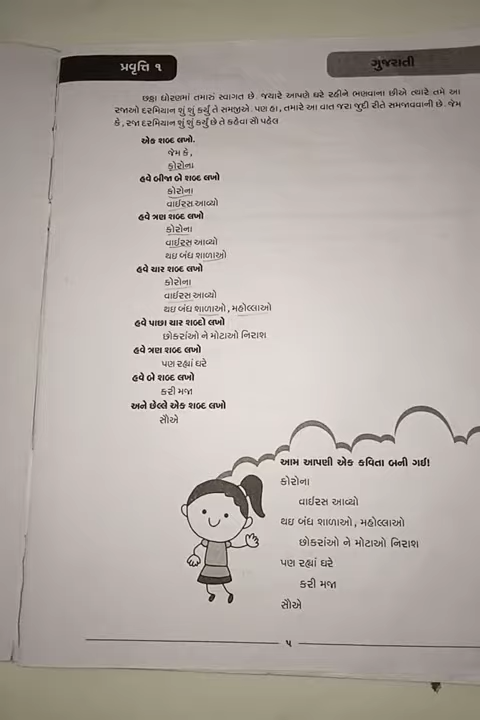 પ્રવૃત્તિ ૧
ગુજરાતી
છઠ્ઠા ધોરણમાં તમારું સ્વાગત છે. જ્યારે આપણે ઘરે રહીને ભણવાના છીએ ત્યારે તમે આ
રજાઓ દરમિયાન શું શું કર્યું તે સમજીએ. પણ હા, તમારે આ વાત જરા જુદી રીતે સમજાવવાની છે. જેમ
કે, રજા દરમિયાન શું શું કર્યું છે તે કહેવા સૌ પહેલ
એક શબ્દ લખો.
જેમ કે,
કોરોના
હવે બીજા બે શબ્દ લખો
કોરોના
વાઈરસ આવ્યો
હવે ત્રણ શબ્દ લખો
કોરોના
વાઈરસ આવ્યો
થઇ બંધ શાળાઓ
હવે ચાર શબ્દ લખો
કોરોના
વાઈરસ આવ્યો
થઇ બંધ શાળાઓ, મહોલ્લાઓ
હવે પાછા ચાર શબ્દો લખો
છોકરાંઓ ને મોટાઓ નિરાશ
હવે ત્રણ શબ્દ લખો
પણ રહ્યાં ઘરે
હવે બે શબ્દ લખો
કરી મજા
અને છેલ્લે એક શબ્દ લખો
સૌએ
આમ આપણી એક કવિતા બની ગઈ!
કોરોના
વાઈરસ આવ્યો
થઇ બંધ શાળાઓ, મહોલ્લાઓ
છોકરાંઓ ને મોટાઓ નિરાશ
પણ રહ્યાં ઘરે
કરી મજા
સૌએ
૫